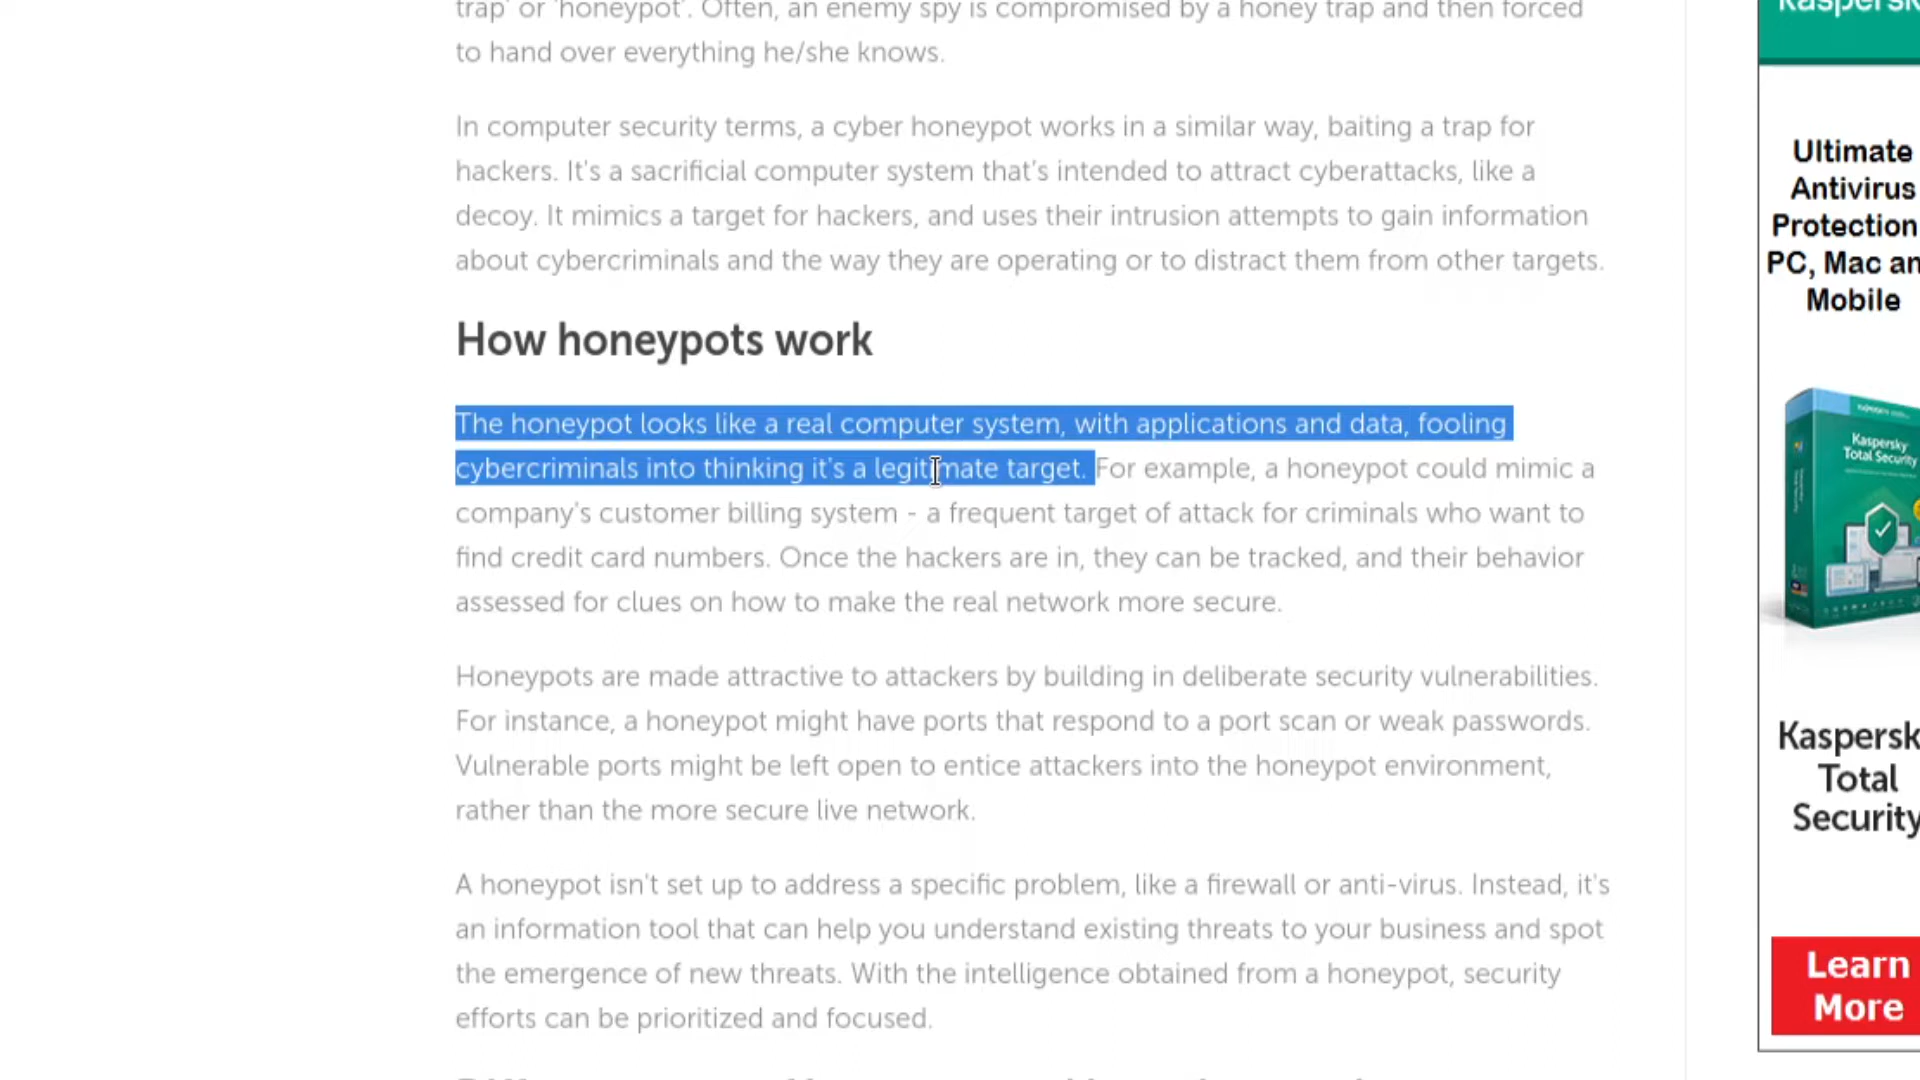 trap' or 'honeypot'. Often, an enemy spy is compromised by a honey trap and then forced
to hand over everything he/she knows.
In computer security terms, a cyber honeypot works in a similar way, baiting a trap for
hackers. It's a sacrificial computer system that's intended to attract cyberattacks, like a
decoy. It mimics a target for hackers, and uses their intrusion attempts to gain information
about cybercriminals and the way they are operating or to distract them from other targets.
How honeypots work
The honeypot looks like a real computer system, with applications and data, fooling
cybercriminals into thinking it's a legitimate target. For example, a honeypot could mimic a
company's customer billing system - a frequent target of attack for criminals who want to
find credit card numbers. Once the hackers are in, they can be tracked, and their behavior
assessed for clues on how to make the real network more secure.
Honeypots are made attractive to attackers by building in deliberate security vulnerabilities.
For instance, a honeypot might have ports that respond to a port scan or weak passwords.
Vulnerable ports might be left open to entice attackers into the honeypot environment,
rather than the more secure live network.
A honeypot isn't set up to address a specific problem, like a firewall or anti-virus. Instead, it's
an information tool that can help you understand existing threats to your business and spot
the emergence of new threats. With the intelligence obtained from a honeypot, security
efforts can be prioritized and focused.
Ultimate
Antivirus
Protection
PC, Mac an
Mobile
Kaspersky
Total Security
Kaspersk
Total
Security
Learn
More